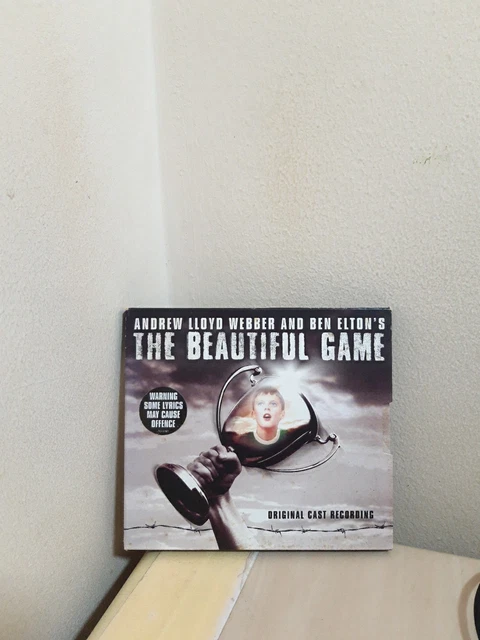 ANDREW LLOYD WEBBER AND BEN ELTON'S
THE BEAUTIFUL GAME
WARNING
SOME LYRICS
MAY CAUSE
OFFENCE
ORIGINAL CAST RECORDING